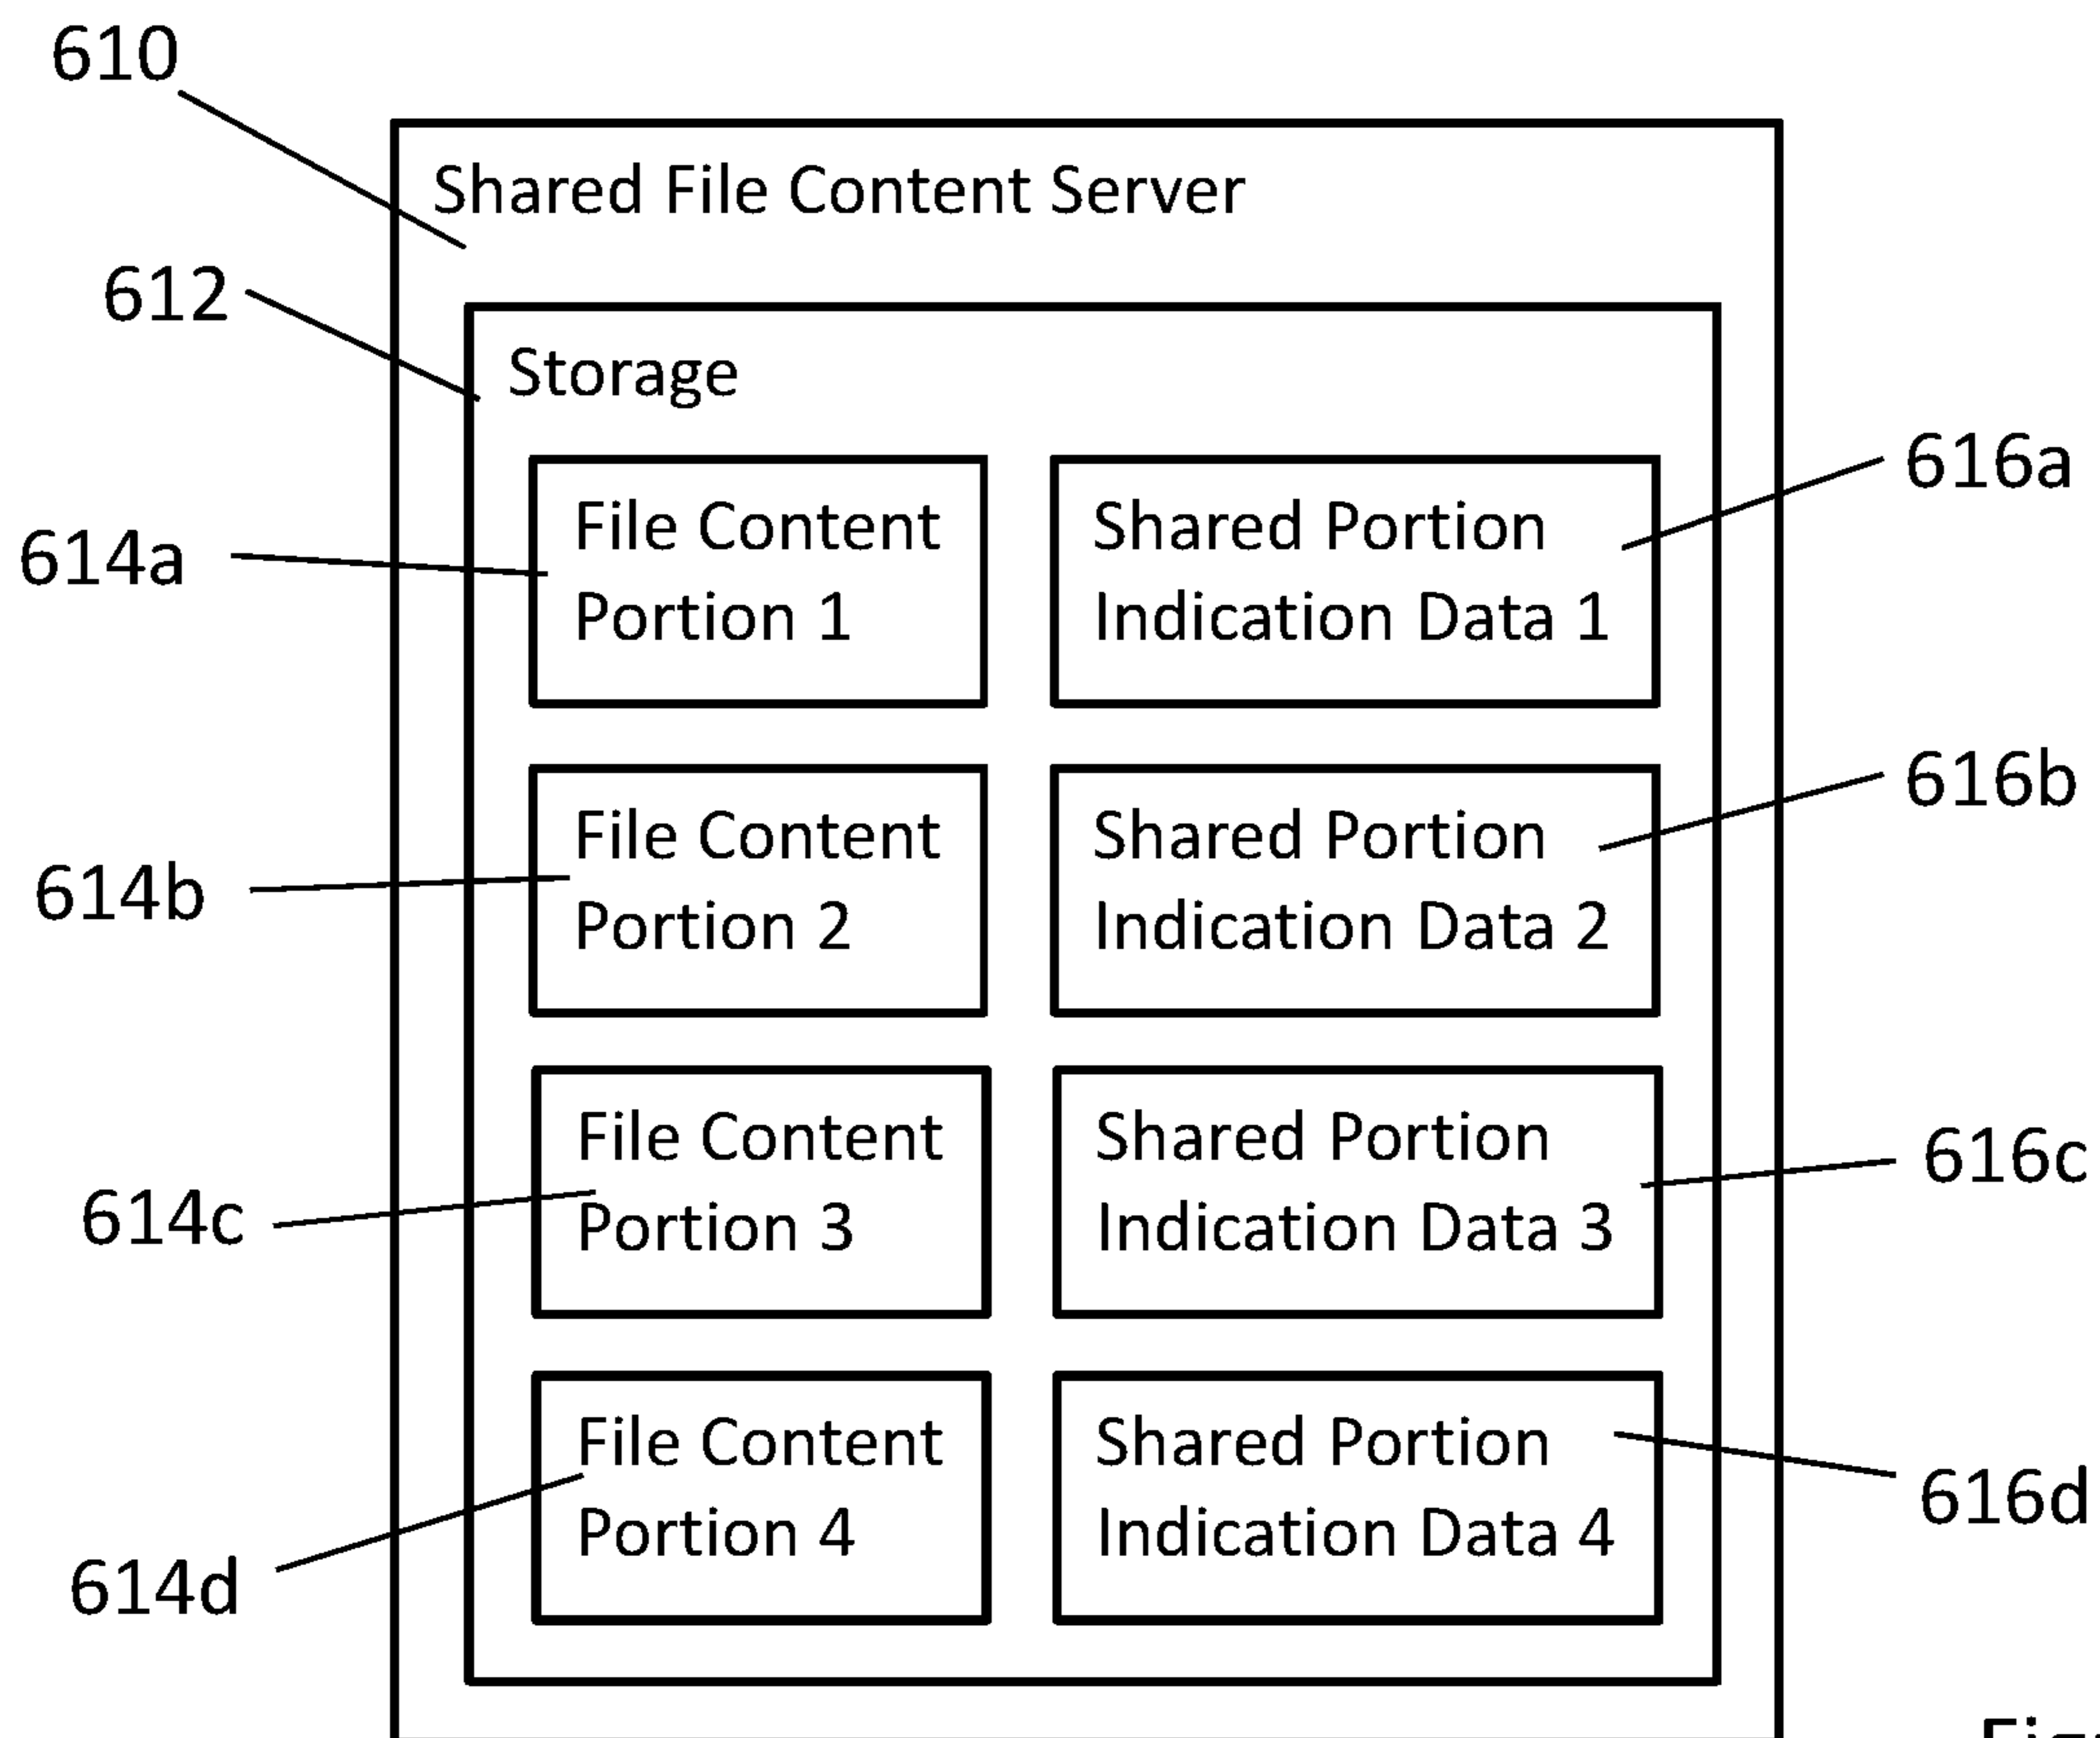 610
Shared File Content Server
612
Storage
614a
File Content
Portion 1
Shared Portion
Indication Data 1
616a
614b
File Content
Portion 2
Shared Portion
Indication Data 2
616b
614c
File Content
Portion 3
Shared Portion
Indication Data 3
616c
614d
File Content
Portion 4
Shared Portion
Indication Data 4
616d